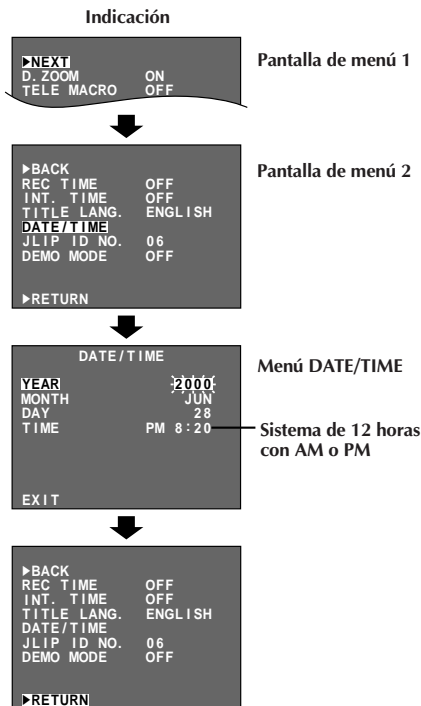 Indicación
▶NEXT
D. ZOOM ON
TELE MACRO OFF
Pantalla de menú 1
▶BACK
REC TIME OFF
INT. TIME OFF
TITLE LANG. ENGLISH
DATE/TIME
JLIP ID NO. 06
DEMO MODE OFF
▶RETURN
Pantalla de menú 2
DATE/TIME
YEAR 2000
MONTH JUN
DAY 28
TIME PM 8:20
EXIT
Menú DATE/TIME
Sistema de 12 horas
con AM o PM
▶BACK
REC TIME OFF
INT. TIME OFF
TITLE LANG. ENGLISH
DATE/TIME
JLIP ID NO. 06
DEMO MODE OFF
▶RETURN